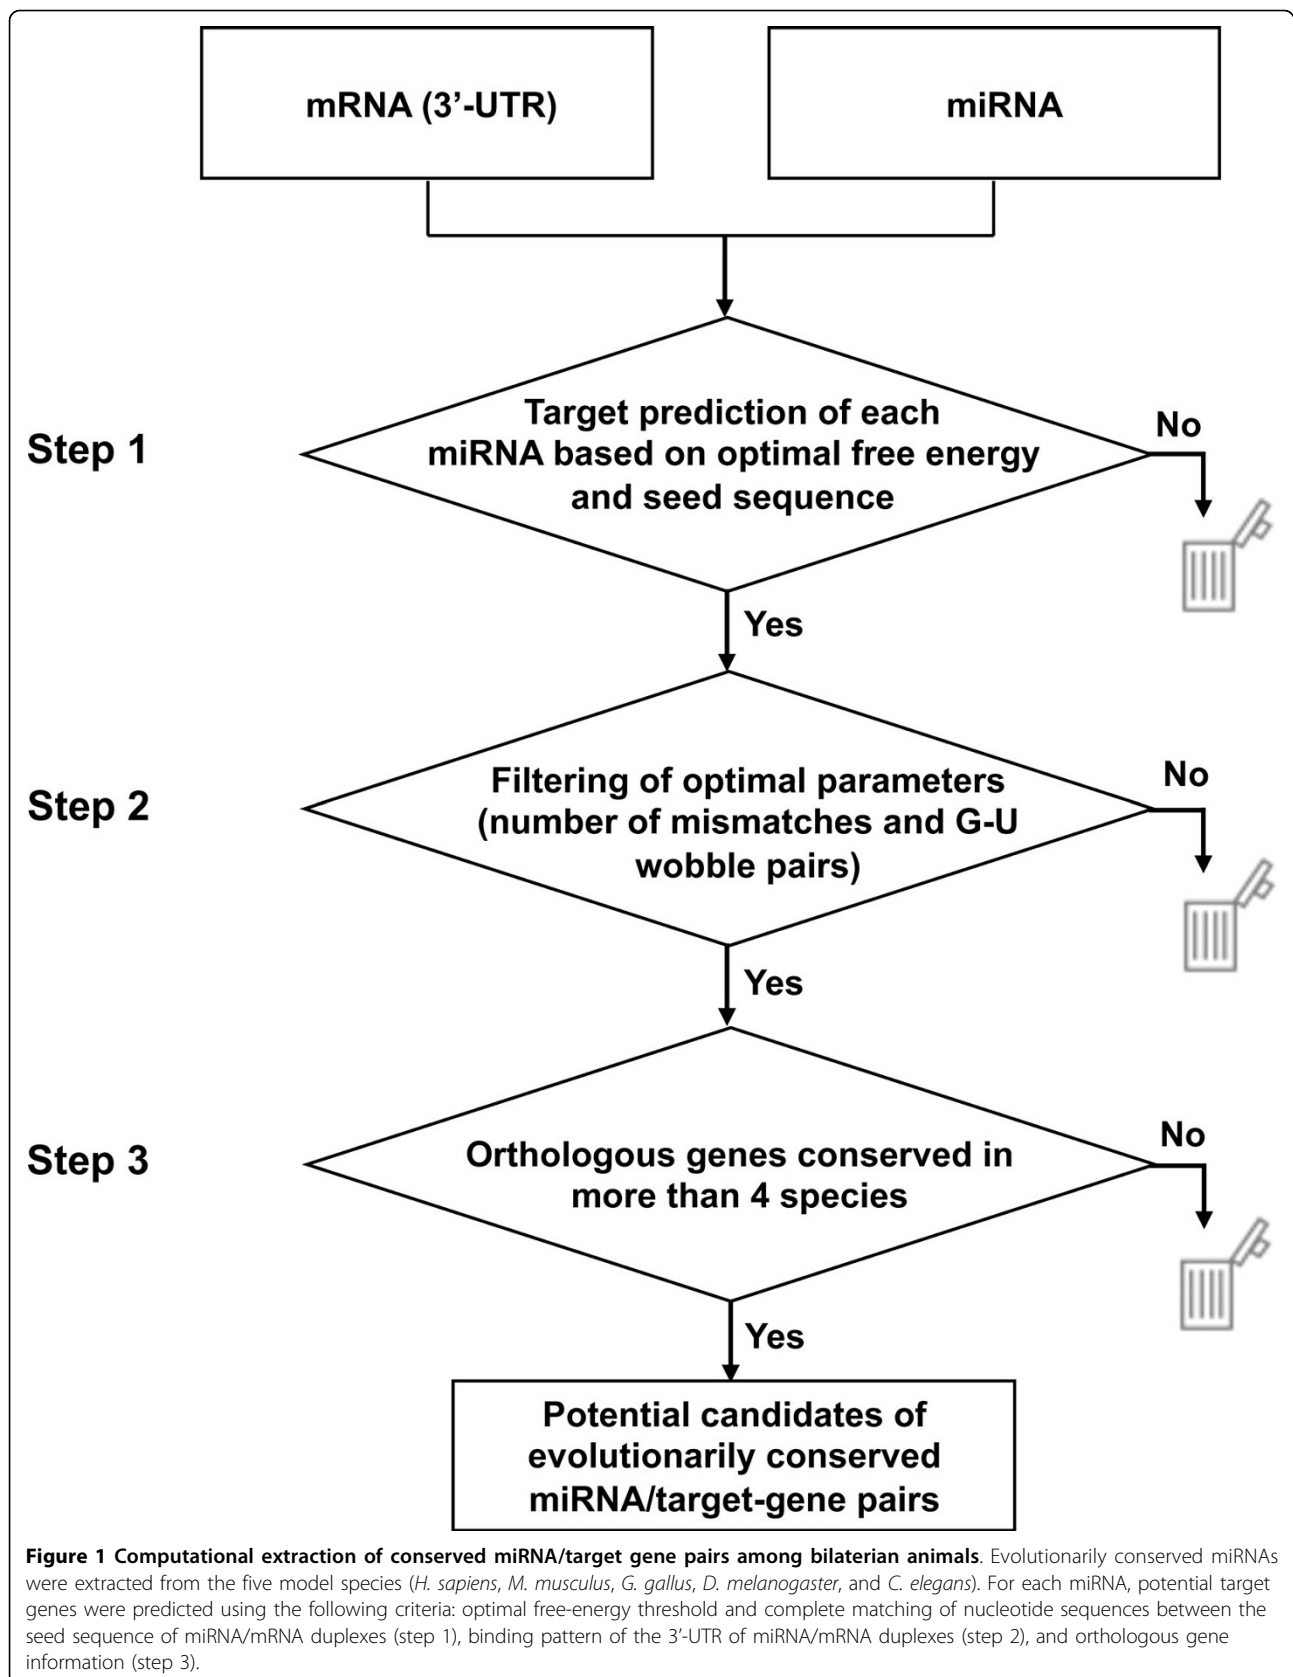 mRNA (3’-UTR)
miRNA
Target prediction of each
miRNA based on optimal free energy
and seed sequence
No
Step 1
Yes
Filtering of optimal parameters
(number of mismatches and G-U
wobble pairs)
No
Step 2
Yes
Orthologous genes conserved in
more than 4 species
No
Step 3
Yes
Potential candidates of
evolutionarily conserved
miRNA/target-gene pairs
Figure 1 Computational extraction of conserved miRNA/target gene pairs among bilaterian animals. Evolutionarily conserved miRNAs
were extracted from the five model species (H. sapiens, M. musculus, G. gallus, D. melanogaster, and C. elegans). For each miRNA, potential target
genes were predicted using the following criteria: optimal free-energy threshold and complete matching of nucleotide sequences between the
seed sequence of miRNA/mRNA duplexes (step 1), binding pattern of the 3’-UTR of miRNA/mRNA duplexes (step 2), and orthologous gene
information (step 3).